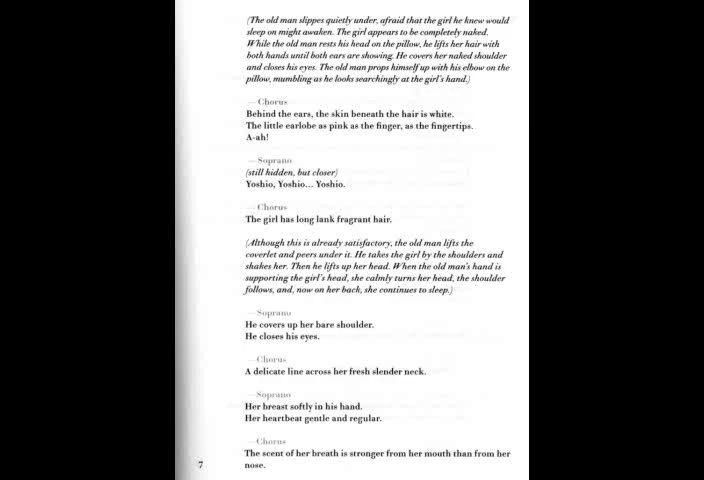 (The old man slippes quietly under, afraid that the girl he knew would
sleep on might awaken. The girl appears to be completely naked.
While the old man rests his head on the pillow, he lifts her hair with
both hands until both ears are showing. He covers her naked shoulder
and closes his eyes. The old man props himself up with his elbow on the
pillow, mumbling as he looks searchingly at the girl's hand.)
—Chorus
Behind the ears, the skin beneath the hair is white.
The little earlobe as pink as the finger, as the fingertips.
A-ah!
—Soprano
(still hidden, but closer)
Yoshio, Yoshio... Yoshio.
—Chorus
The girl has long lank fragrant hair.
(Although this is already satisfactory, the old man lifts the
coverlet and peers under it. He takes the girl by the shoulders and
shakes her. Then he lifts up her head. When the old man's hand is
supporting the girl's head, she calmly turns her head, the shoulder
follows, and, now on her back, she continues to sleep.)
—Soprano
He covers up her bare shoulder.
He closes his eyes.
—Chorus
A delicate line across her fresh slender neck.
—Soprano
Her breast softly in his hand.
Her heartbeat gentle and regular.
—Chorus
The scent of her breath is stronger from her mouth than from her
7 nose.